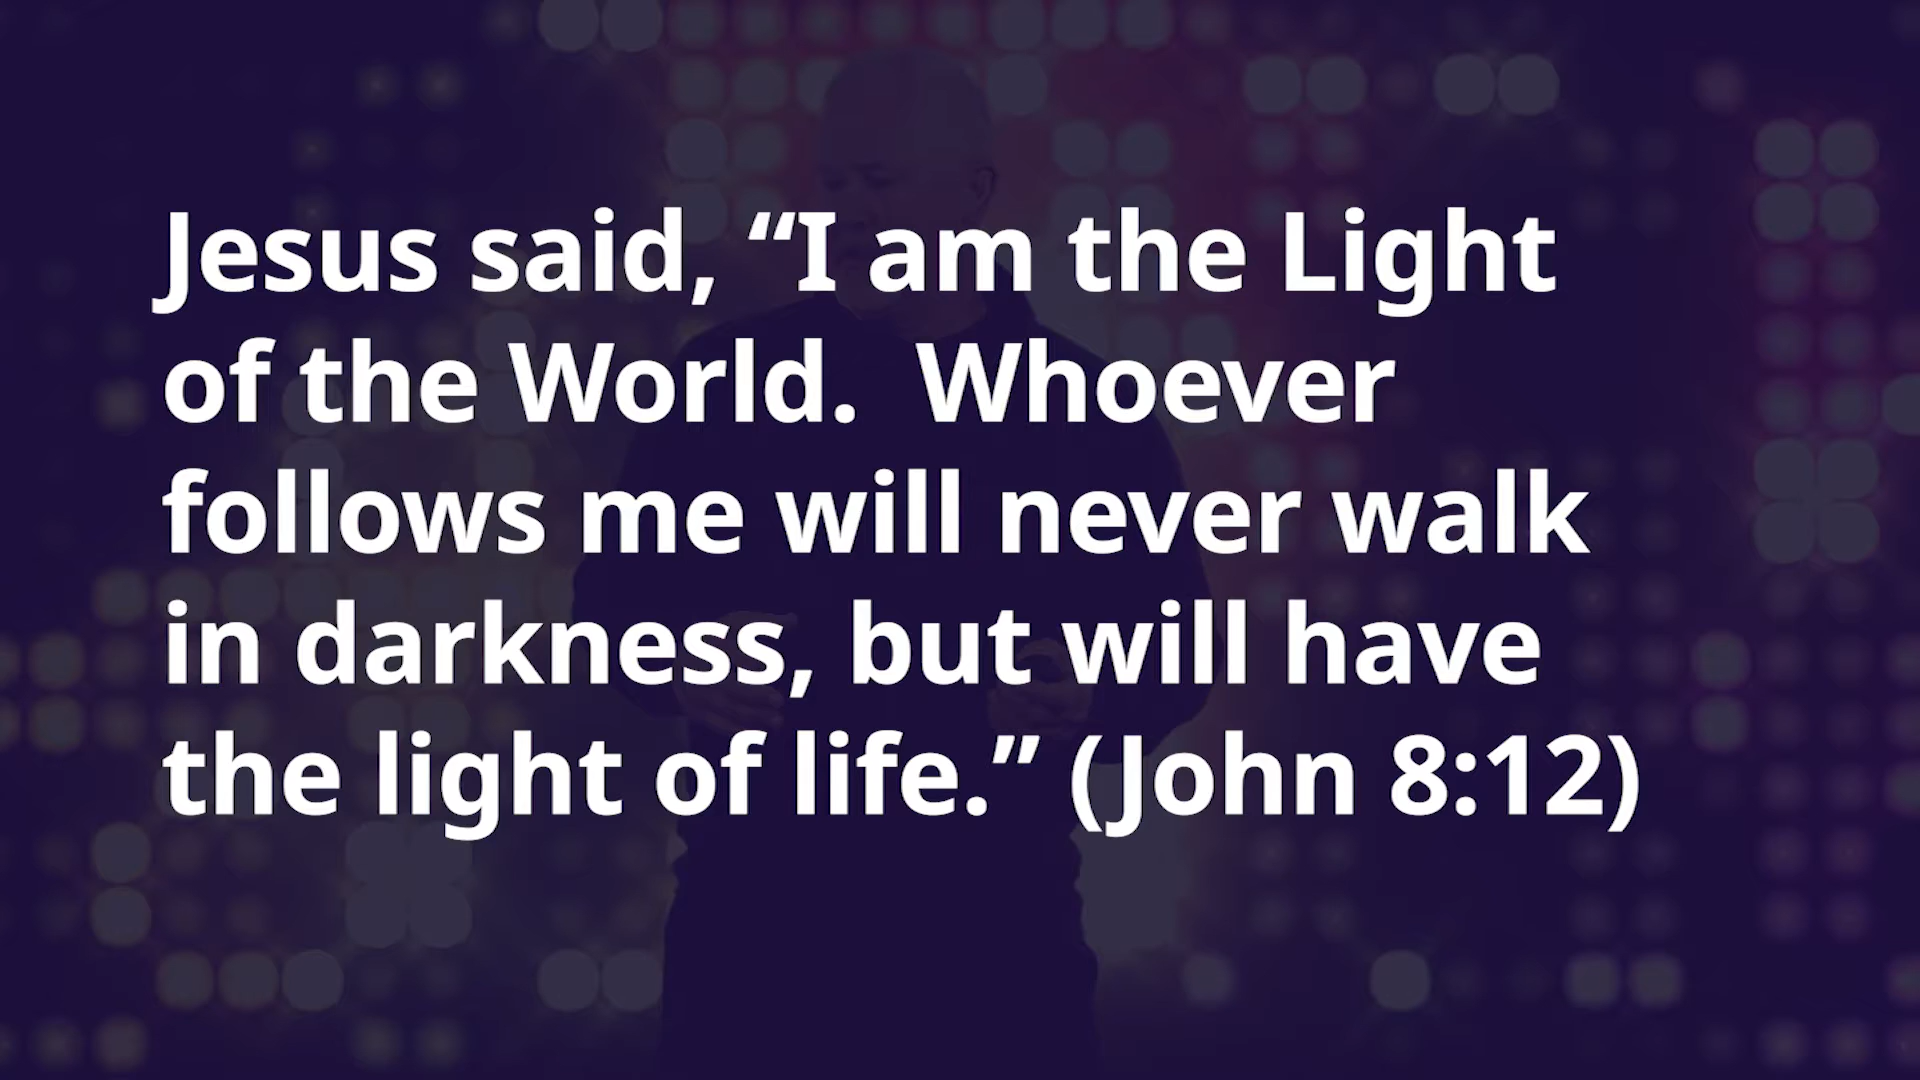 Jesus said, “I am the Light
of the World.  Whoever
follows me will never walk
in darkness, but will have
the light of life.” (John 8:12)